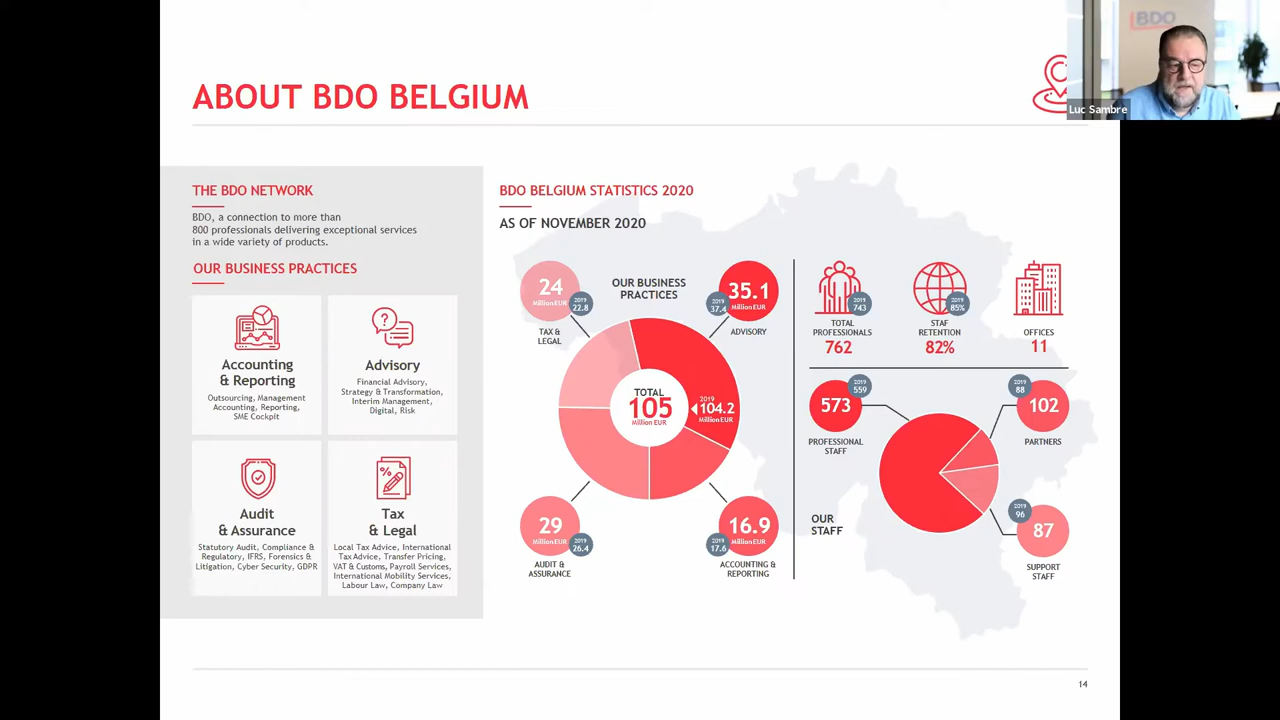 BDO
Luc Sambre
ABOUT BDO BELGIUM
THE BDO NETWORK
BDO, a connection to more than
800 professionals delivering exceptional services
in a wide variety of products.
OUR BUSINESS PRACTICES
Accounting
& Reporting
Outsourcing, Management
Accounting, Reporting,
SME Cockpit
Advisory
Financial Advisory,
Strategy & Transformation,
Interim Management,
Digital, Risk
Audit
& Assurance
Statutory Audit, Compliance &
Regulatory, IFRS, Forensics &
Litigation, Cyber Security, GDPR
Tax
& Legal
Local Tax Advice, International
Tax Advice, Transfer Pricing,
VAT & Customs, Payroll Services,
International Mobility Services,
Labour Law, Company Law
BDO BELGIUM STATISTICS 2020
AS OF NOVEMBER 2020
24
Million EUR
2019
22.8
TAX &
LEGAL
OUR BUSINESS
PRACTICES
35.1
Million EUR
2019
37.4
ADVISORY
TOTAL
105
Million EUR
2019
104.2
Million EUR
29
Million EUR
2019
26.4
AUDIT &
ASSURANCE
16.9
Million EUR
2019
17.6
ACCOUNTING &
REPORTING
2019
743
TOTAL
PROFESSIONALS
762
2019
85%
STAF
RETENTION
82%
OFFICES
11
573
2019
559
PROFESSIONAL
STAFF
2019
88
102
PARTNERS
OUR
STAFF
2019
96
87
SUPPORT
STAFF
14